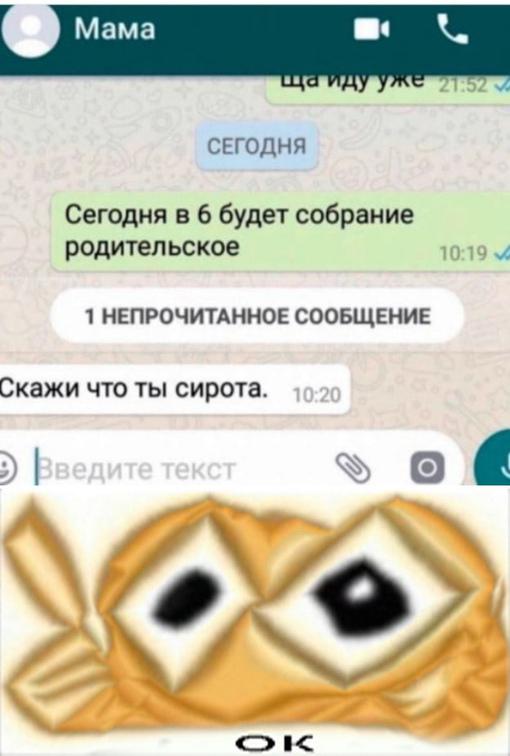 Мама
Ща иду уже 21:52
СЕГОДНЯ
Сегодня в 6 будет собрание
родительское 10:19
1 НЕПРОЧИТАННОЕ СООБЩЕНИЕ
Скажи что ты сирота. 10:20
Введите текст
OK